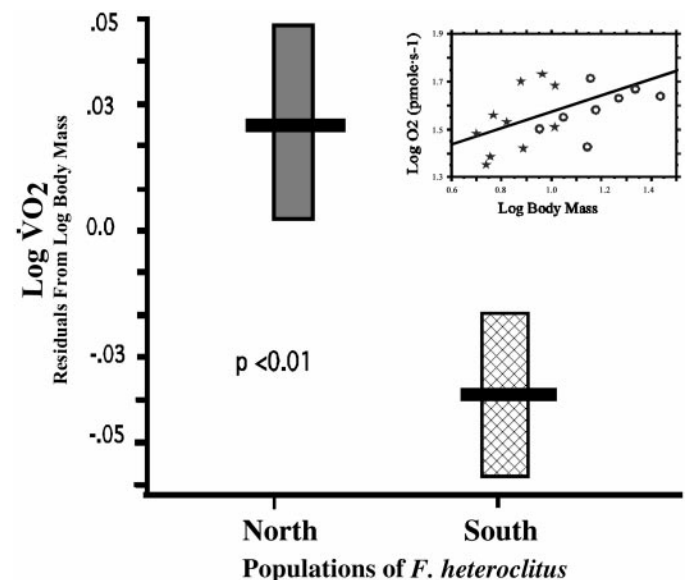 .05
.03
0.0
-.03
-.05
Log V̇O2
Residuals From Log Body Mass
p <0.01
North
South
Populations of F. heteroclitus
1.9
1.7
1.5
1.3
Log O2 (pmole·s-1)
0.6 0.8 1.0 1.2 1.4
Log Body Mass